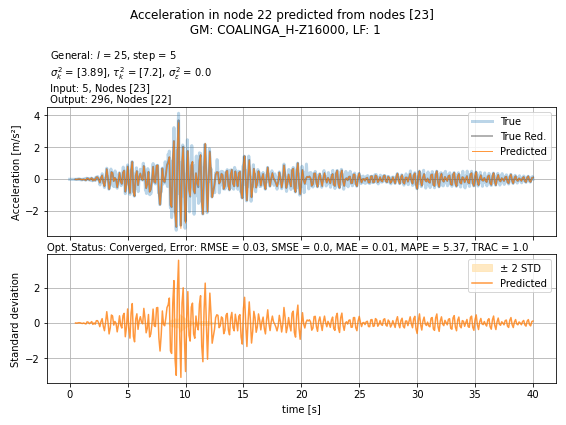 Acceleration in node 22 predicted from nodes [23]
GM: COALINGA_H-Z16000, LF: 1
General: l = 25, step = 5
σ²ₖ = [3.89], τ²ₖ = [7.2], σ²ε = 0.0
Input: 5, Nodes [23]
Output: 296, Nodes [22]
Acceleration [m/s²]
4
2
0
−2
True
True Red.
Predicted
Opt. Status: Converged, Error: RMSE = 0.03, SMSE = 0.0, MAE = 0.01, MAPE = 5.37, TRAC = 1.0
Standard deviation
2
0
−2
± 2 STD
Predicted
0 5 10 15 20 25 30 35 40
time [s]